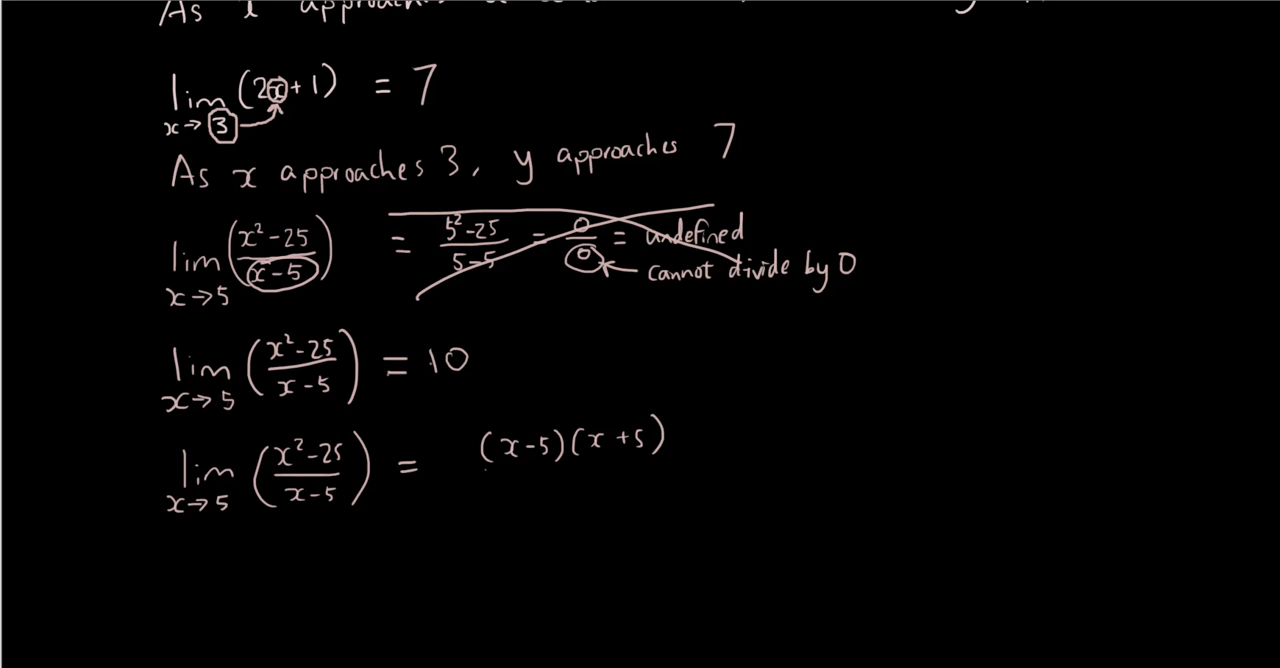 As x approaches
lim x→3 (2x+1) = 7
As x approaches 3, y approaches 7
lim x→5 (x²-25 / x-5) = 5²-25 / 5-5 = 0/0 = undefined
cannot divide by 0
lim x→5 (x²-25 / x-5) = 10
lim x→5 (x²-25 / x-5) = (x-5)(x+5)